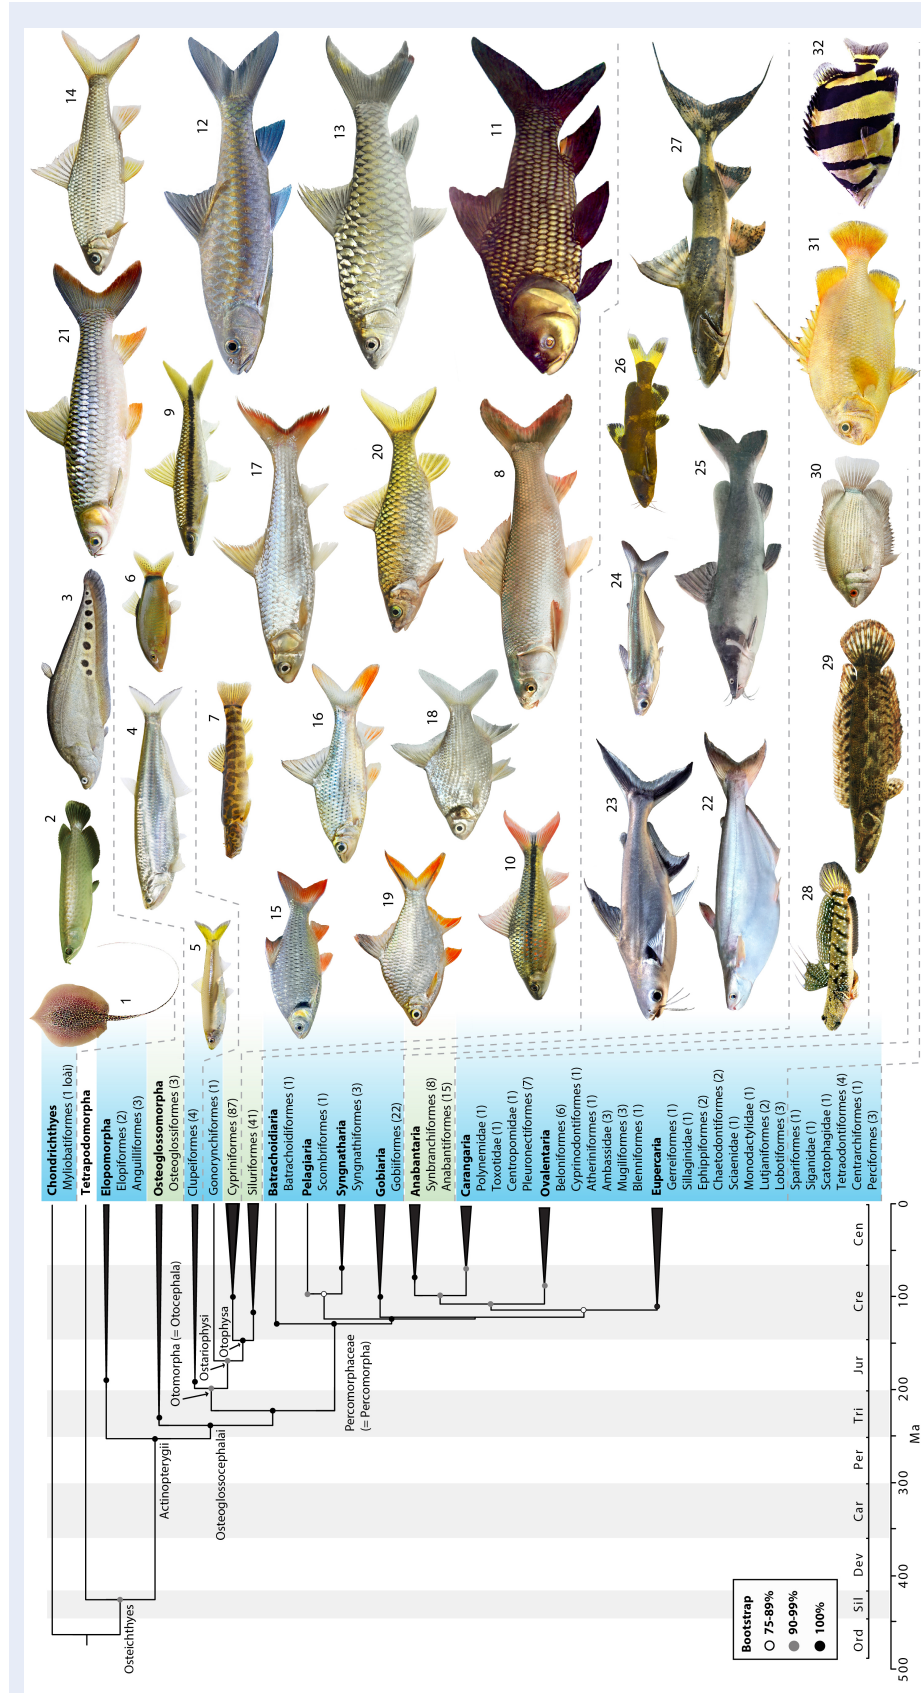 Chondrichthyes
Myliobatiformes (1 loài)
Tetrapodomorpha
Elopomorpha
Elopiformes (2)
Anguilliformes (3)
Osteoglossomorpha
Osteoglossiformes (3)
Clupeiformes (4)
Gonorynchiformes (1)
Cypriniformes (87)
Siluriformes (41)
Batrachoidiaria
Batrachoidiformes (1)
Pelagiaria
Scombriformes (1)
Syngnatharia
Syngnathiformes (3)
Gobiaria
Gobiiformes (22)
Anabantaria
Synbranchiformes (8)
Anabantiformes (15)
Carangaria
Polynemidae (1)
Toxotidae (1)
Centropomidae (1)
Pleuronectiformes (7)
Ovalentaria
Beloniformes (6)
Cyprinodontiformes (1)
Atheriniformes (1)
Ambassidae (3)
Mugiliformes (3)
Blenniiformes (1)
Eupercaria
Gerreiformes (1)
Sillaginidae (1)
Ephippiformes (2)
Chaetodontiformes (2)
Sciaenidae (1)
Monodactylidae (1)
Lutjaniformes (2)
Lobotiformes (3)
Spariformes (1)
Siganidae (1)
Scatophagidae (1)
Tetraodontiformes (4)
Centrarchiformes (1)
Perciformes (3)
Osteichthyes
Actinopterygii
Osteoglossocephalai
Otomorpha (= Otocephala)
Ostariophysi
Otophysa
Percomorphaceae
(= Percomorpha)
Bootstrap
75-89%
90-99%
100%
Ord Sil Dev Car Per Tri Jur Cre Cen
500 400 300 200 100 0
Ma
1
2
3
4
5
6
7
8
9
10
11
12
13
14
15
16
17
18
19
20
21
22
23
24
25
26
27
28
29
30
31
32